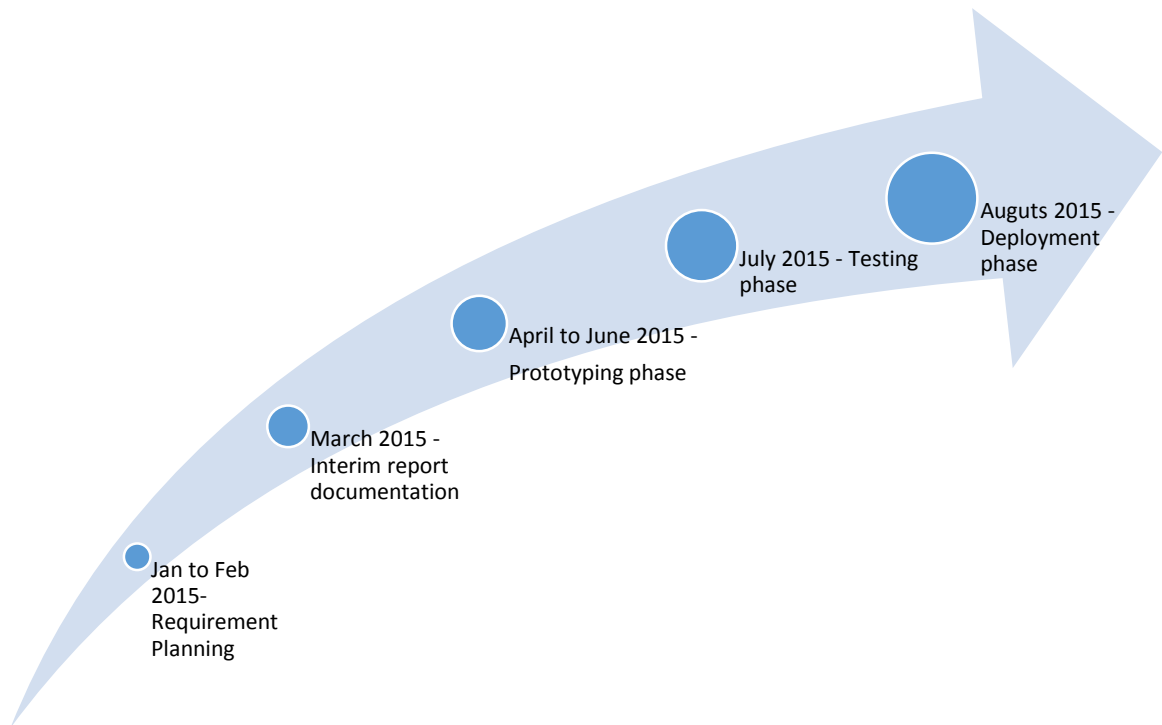 Jan to Feb
2015-
Requirement
Planning
March 2015 -
Interim report
documentation
April to June 2015 -
Prototyping phase
July 2015 - Testing
phase
Auguts 2015 -
Deployment
phase